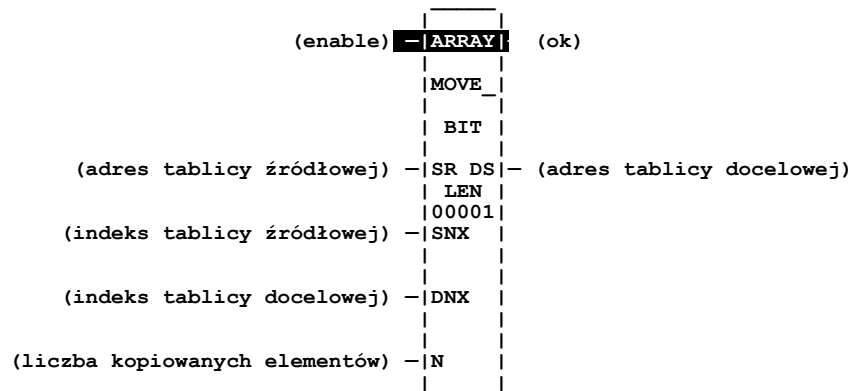 (enable) —|ARRAY|— (ok)
|MOVE_|
| BIT |
(adres tablicy źródłowej) —|SR DS|— (adres tablicy docelowej)
| LEN |
|00001|
(indeks tablicy źródłowej) —|SNX |
(indeks tablicy docelowej) —|DNX |
(liczba kopiowanych elementów) —|N |